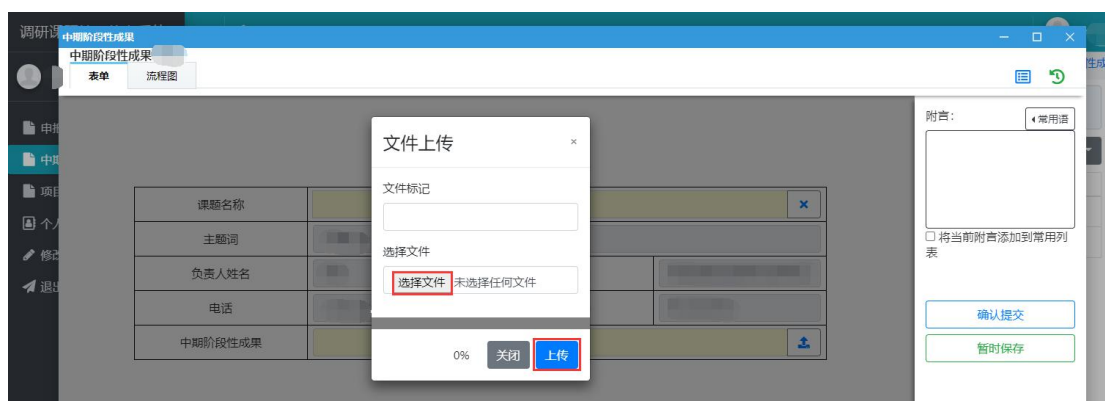 调研课
中期阶段性成果
中期阶段性成果
表单
流程图
附言:
常用语
文件上传
×
文件标记
课题名称
主题词
选择文件
选择文件 未选择任何文件
负责人姓名
电话
中期阶段性成果
0%
关闭
上传
将当前附言添加到常用列
表
确认提交
暂时保存
申
中期
项目
个人
修改
退出